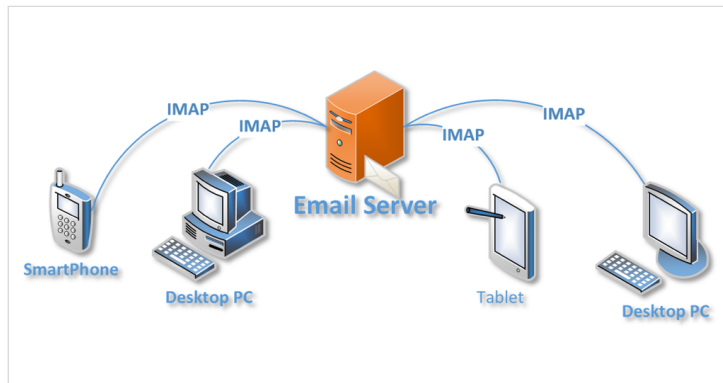 IMAP
IMAP
IMAP
IMAP
Email Server
SmartPhone
Desktop PC
Tablet
Desktop PC